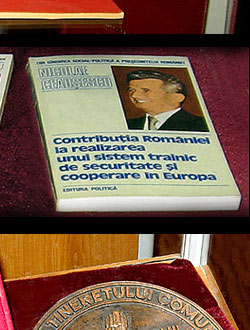 DIN GÎNDIREA SOCIAL-POLITICĂ A PREȘEDINTELUI ROMÂNIEI
NICOLAE
CEAUȘESCU
Contribuția României
la realizarea
unui sistem trainic
de securitate și
cooperare în Europa
EDITURA POLITICĂ
TINERETULUI COMU